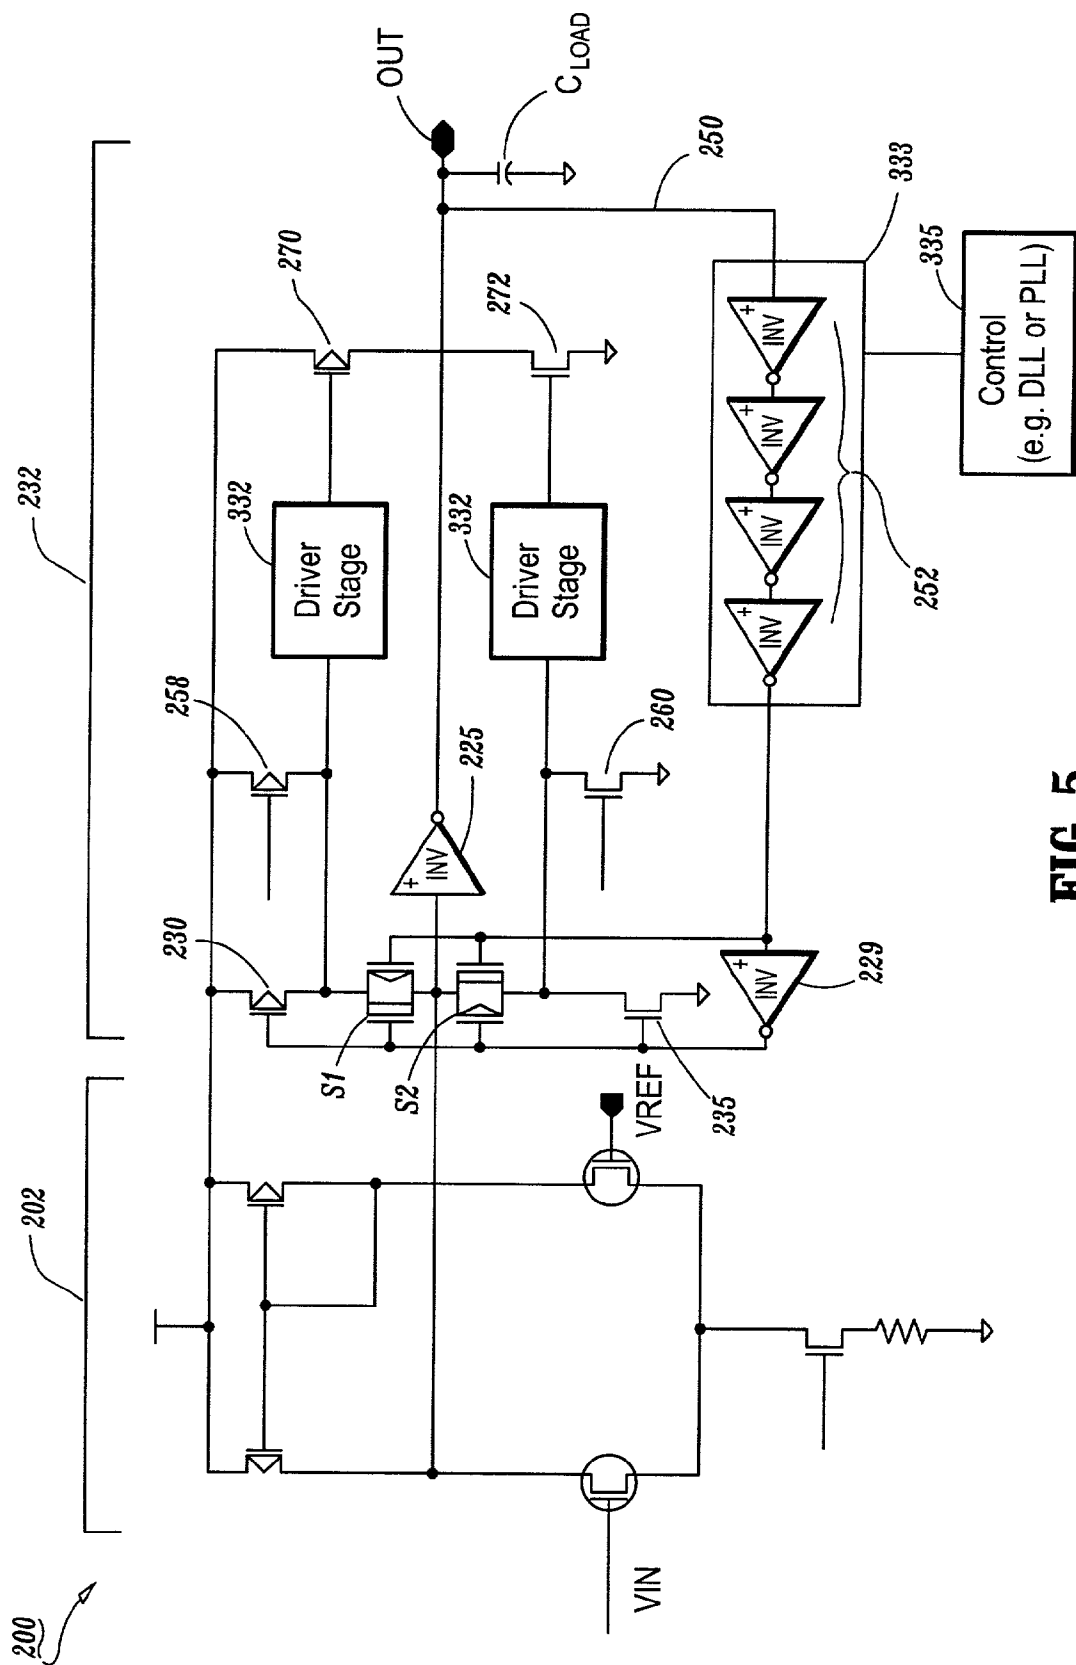 200
202
232
VIN
VREF
S1
S2
230
235
258
260
225
229
332
Driver
Stage
332
Driver
Stage
270
272
OUT
CLOAD
250
333
+
INV
+
INV
+
INV
+
INV
+
INV
+
INV
252
335
Control
(e.g. DLL or PLL)
FIG. 5